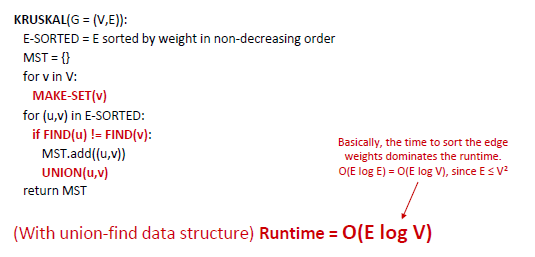 KRUSKAL(G = (V,E)):
E-SORTED = E sorted by weight in non-decreasing order
MST = {}
for v in V:
MAKE-SET(v)
for (u,v) in E-SORTED:
if FIND(u) != FIND(v):
MST.add((u,v))
UNION(u,v)
return MST
Basically, the time to sort the edge
weights dominates the runtime.
O(E log E) = O(E log V), since E ≤ V²
(With union-find data structure) Runtime = O(E log V)